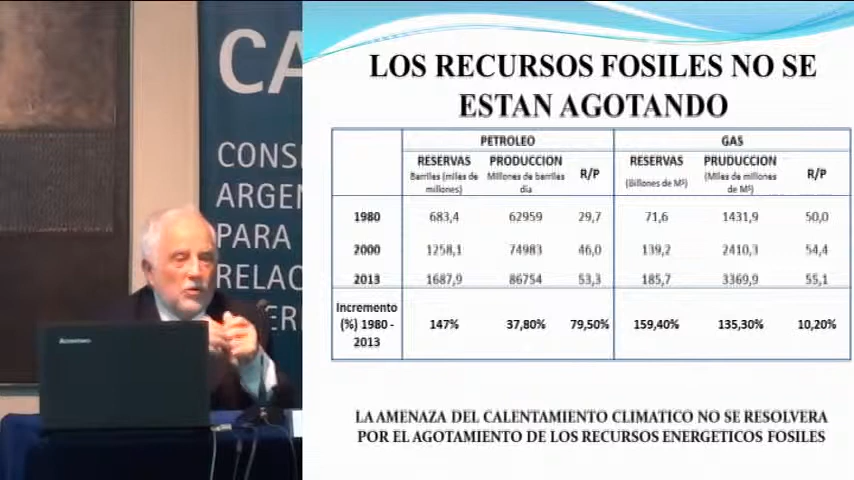 CA
CONS
ARGEN
PARA
RELAC
ER
lenovo
LOS RECURSOS FOSILES NO SE
ESTAN AGOTANDO
PETROLEO GAS
RESERVAS PRODUCCION R/P RESERVAS PRUDUCCION R/P
Barriles (miles de millones) Millones de barriles dia (Billones de M³) (Miles de millones de M³)
1980 683,4 62959 29,7 71,6 1431,9 50,0
2000 1258,1 74983 46,0 139,2 2410,3 54,4
2013 1687,9 86754 53,3 185,7 3369,9 55,1
Incremento
(%) 1980 - 147% 37,80% 79,50% 159,40% 135,30% 10,20%
2013
LA AMENAZA DEL CALENTAMIENTO CLIMATICO NO SE RESOLVERA
POR EL AGOTAMIENTO DE LOS RECURSOS ENERGETICOS FOSILES